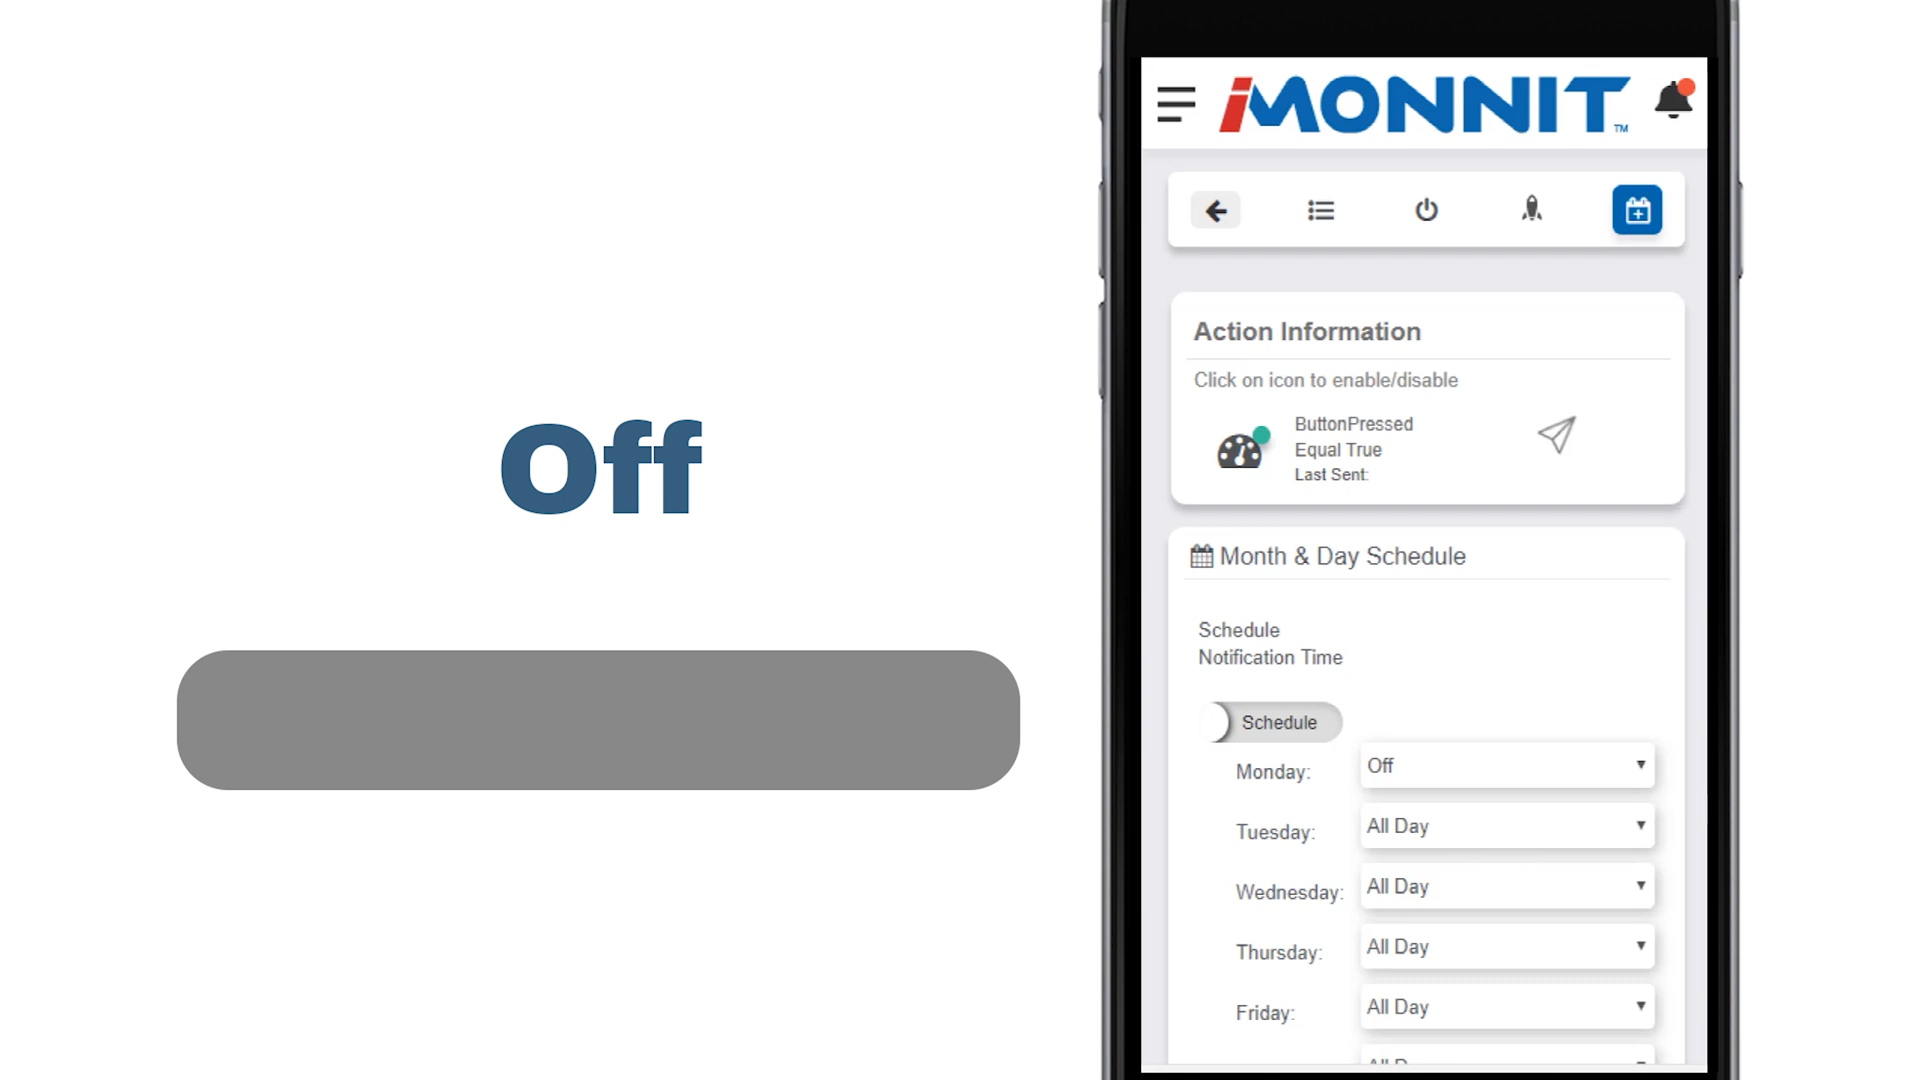 Off
iMONNIT™
Action Information
Click on icon to enable/disable
ButtonPressed
Equal True
Last Sent:
Month & Day Schedule
Schedule
Notification Time
Schedule
Monday: Off
Tuesday: All Day
Wednesday: All Day
Thursday: All Day
Friday: All Day